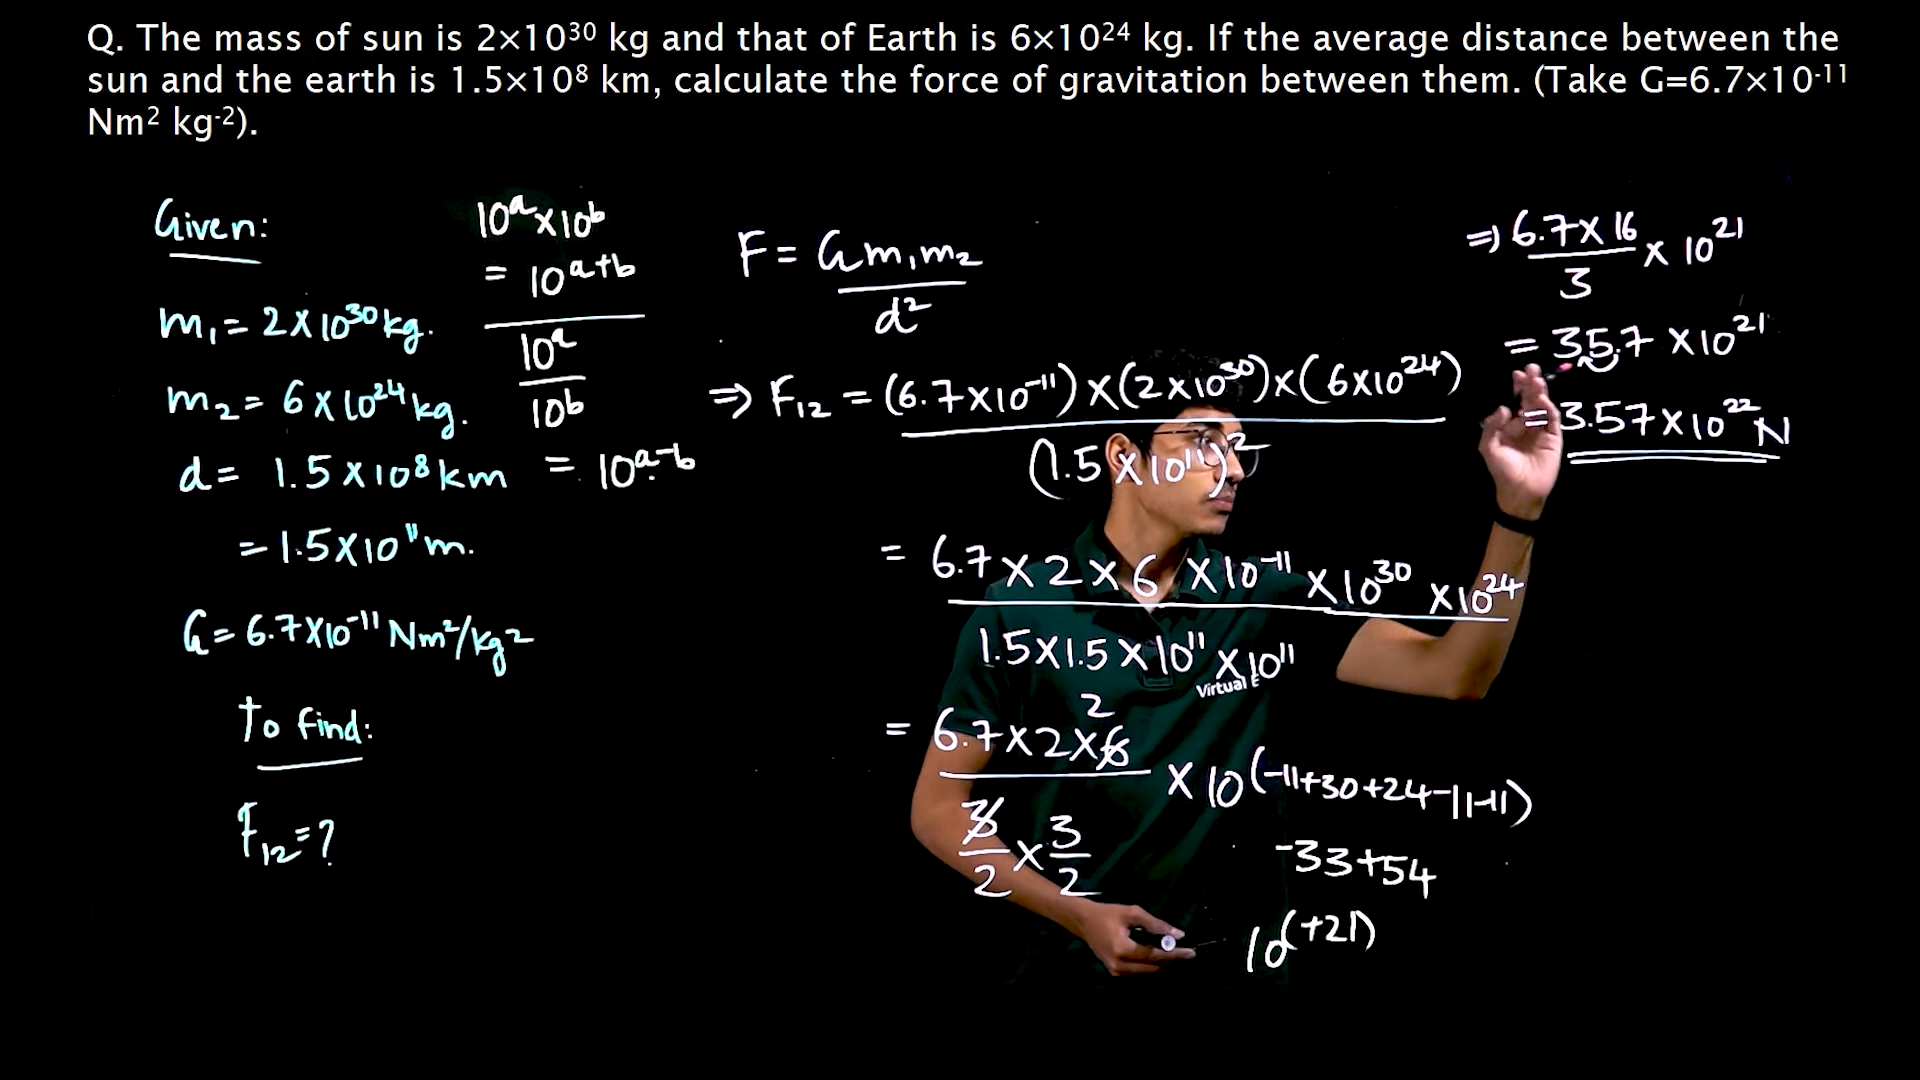 Q. The mass of sun is 2×10³⁰ kg and that of Earth is 6×10²⁴ kg. If the average distance between the
sun and the earth is 1.5×10⁸ km, calculate the force of gravitation between them. (Take G=6.7×10⁻¹¹
Nm² kg⁻²).
Given:
m₁ = 2×10³⁰ kg.
m₂ = 6×10²⁴ kg.
d = 1.5×10⁸ km
= 1.5×10¹¹ m.
G = 6.7×10⁻¹¹ Nm²/kg²
To find:
F₁₂ = ?
10ᵃ × 10ᵇ
= 10ᵃ⁺ᵇ
10ᵃ
10ᵇ
= 10ᵃ⁻ᵇ
F = Gm₁m₂
d²
⇒ F₁₂ = (6.7×10⁻¹¹)×(2×10³⁰)×(6×10²⁴)
(1.5×10¹¹)²
= 6.7×2×6 ×10⁻¹¹ ×10³⁰ ×10²⁴
1.5×1.5×10¹¹ ×10¹¹
Virtual E
2
= 6.7×2×6 ×10^(-11+30+24-11-11)
3 × 3
2 2
-33+54
10^(+21)
⇒ 6.7×16 × 10²¹
3
= 35.7 ×10²¹
= 3.57×10²² N